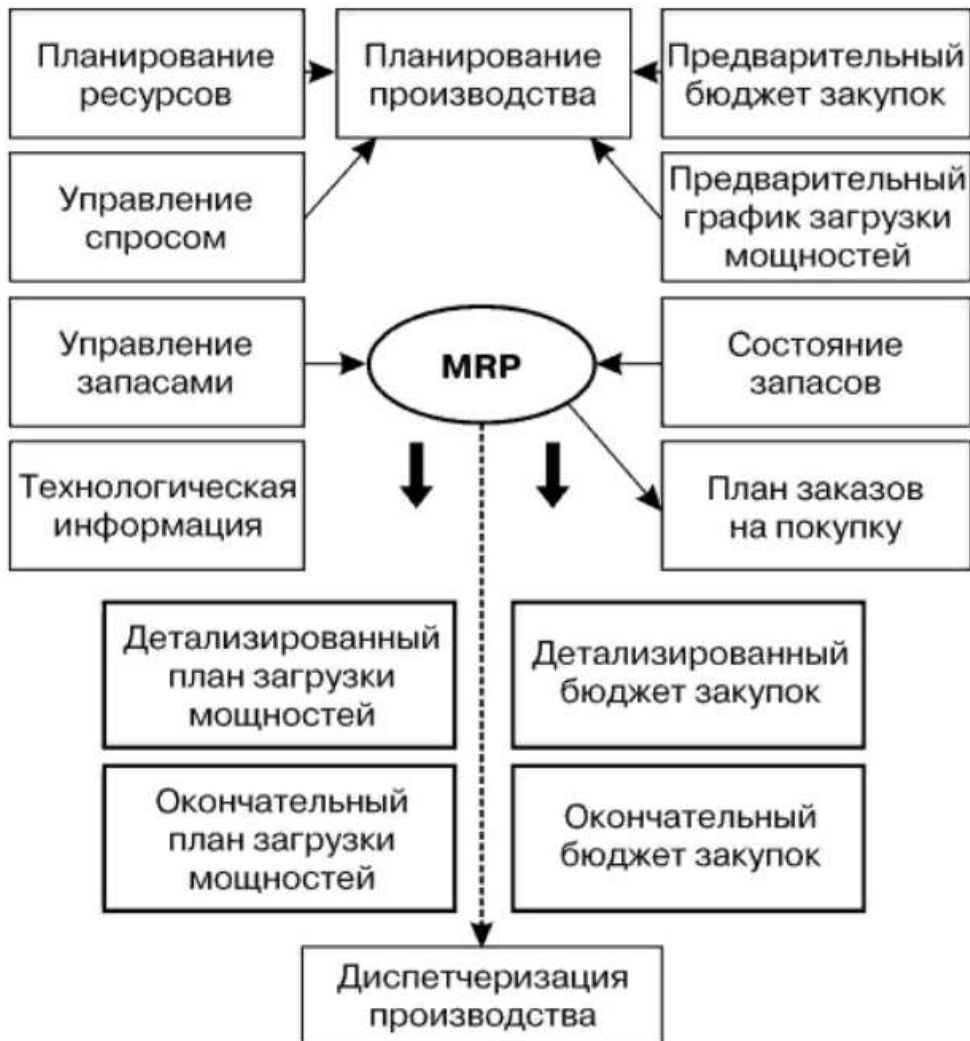 Планирование
ресурсов
Планирование
производства
Предварительный
бюджет закупок
Управление
спросом
Предварительный
график загрузки
мощностей
Управление
запасами
MRP
Состояние
запасов
Технологическая
информация
План заказов
на покупку
Детализированный
план загрузки
мощностей
Детализированный
бюджет закупок
Окончательный
план загрузки
мощностей
Окончательный
бюджет закупок
Диспетчеризация
производства